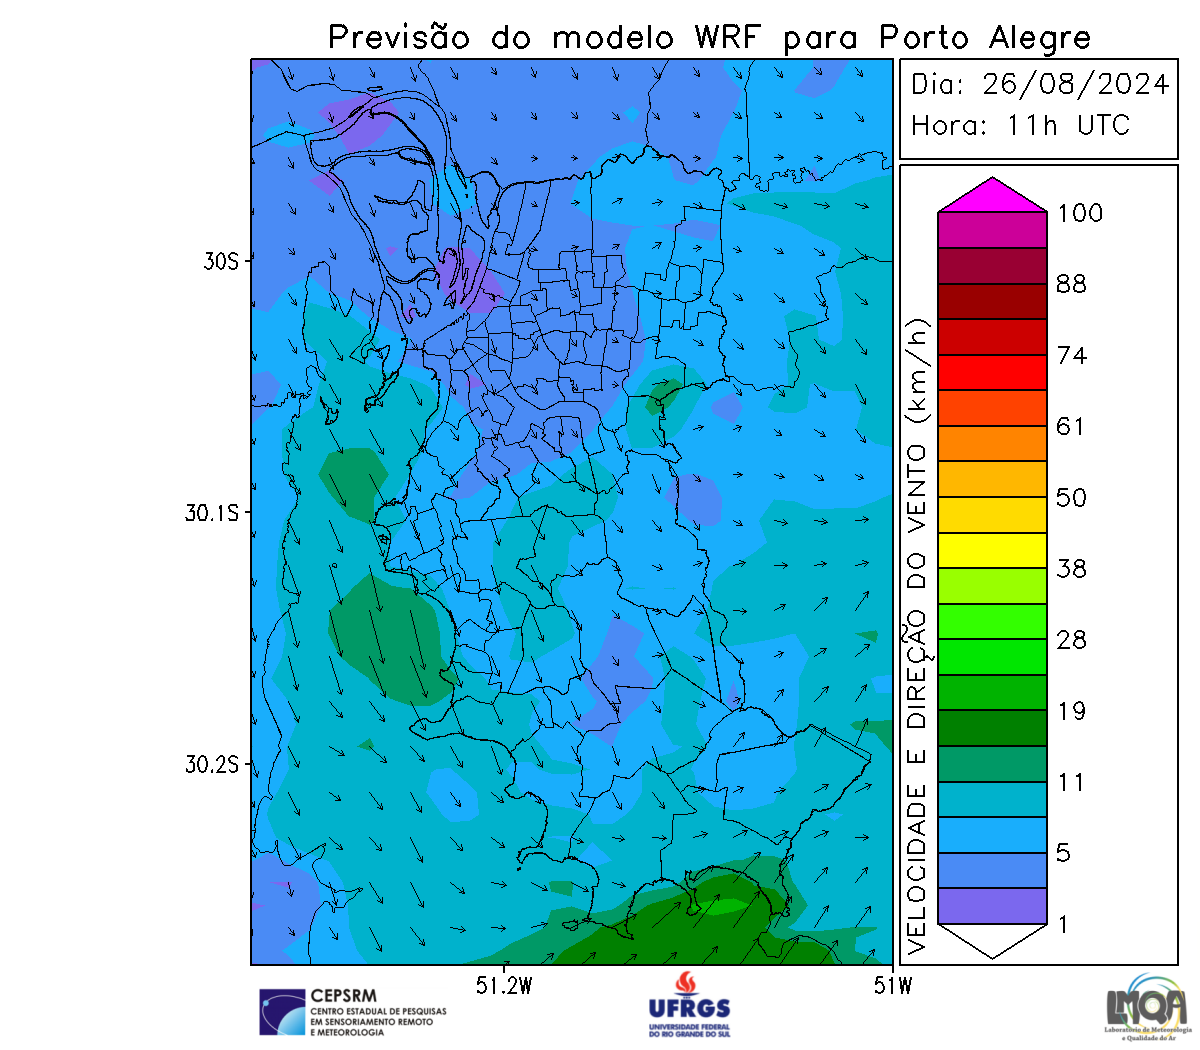 Previsão do modelo WRF para Porto Alegre
Dia: 26/08/2024
Hora: 11h UTC
30S
30.1S
30.2S
51.2W
51W
VELOCIDADE E DIREÇÃO DO VENTO (km/h)
100
88
74
61
50
38
28
19
11
5
1
CEPSRM
CENTRO ESTADUAL DE PESQUISAS
EM SENSORIAMENTO REMOTO
E METEOROLOGIA
UFRGS
UNIVERSIDADE FEDERAL
DO RIO GRANDE DO SUL
LMQA
Laboratório de Meteorologia
e Qualidade do Ar